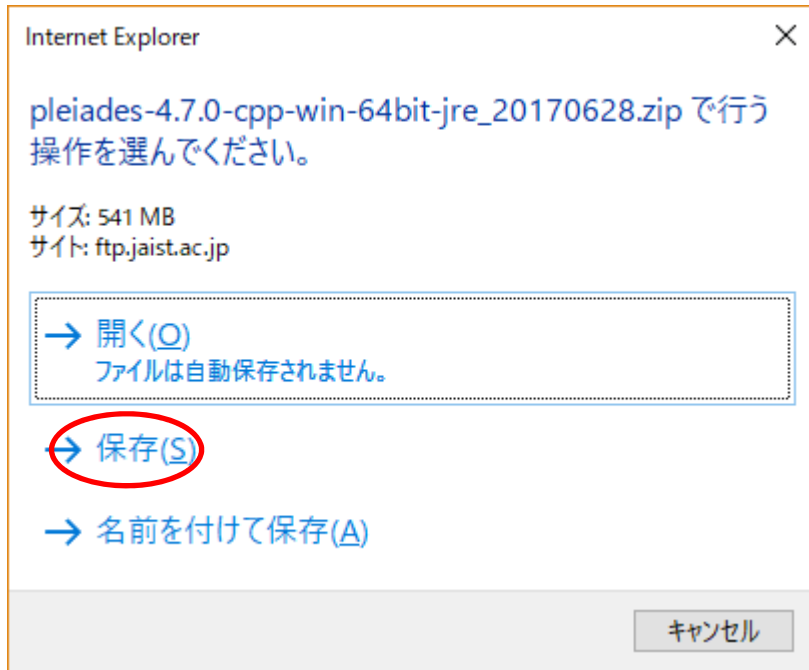 Internet Explorer
pleiades-4.7.0-cpp-win-64bit-jre_20170628.zip で行う
操作を選んでください。
サイズ: 541 MB
サイト: ftp.jaist.ac.jp
→ 開く(O)
ファイルは自動保存されません。
→ 保存(S)
→ 名前を付けて保存(A)
キャンセル